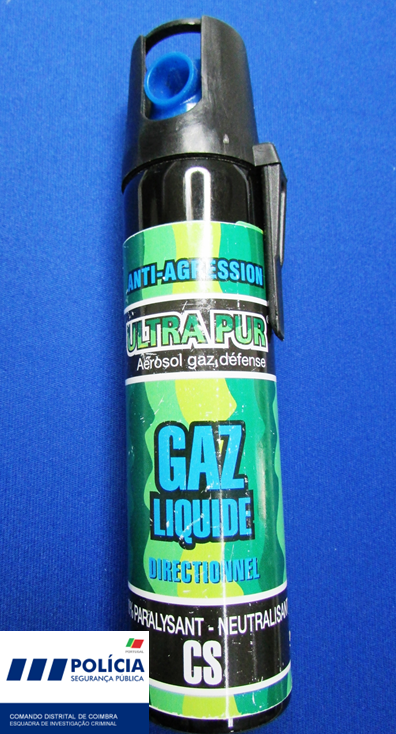 ANTI-AGRESSION
ULTRA PUR
Aérosol gaz défense
GAZ
LIQUIDE
DIRECTIONNEL
PARALYSANT - NEUTRALISANT
CS
PORTUGAL
POLÍCIA
SEGURANÇA PÚBLICA
COMANDO DISTRITAL DE COIMBRA
ESQUADRA DE INVESTIGAÇÃO CRIMINAL